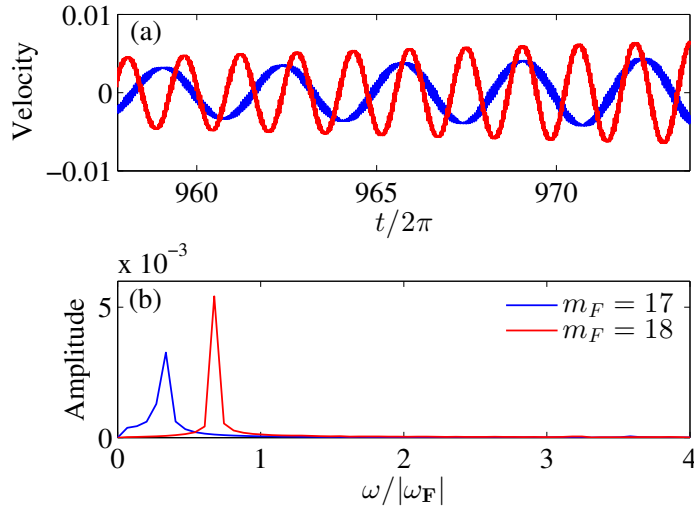 (a)
0.01
0
−0.01
Velocity
960 965 970
t/2π
x 10⁻³
(b)
5
0
Amplitude
m_F = 17
m_F = 18
0 1 2 3 4
ω/|ω_F|